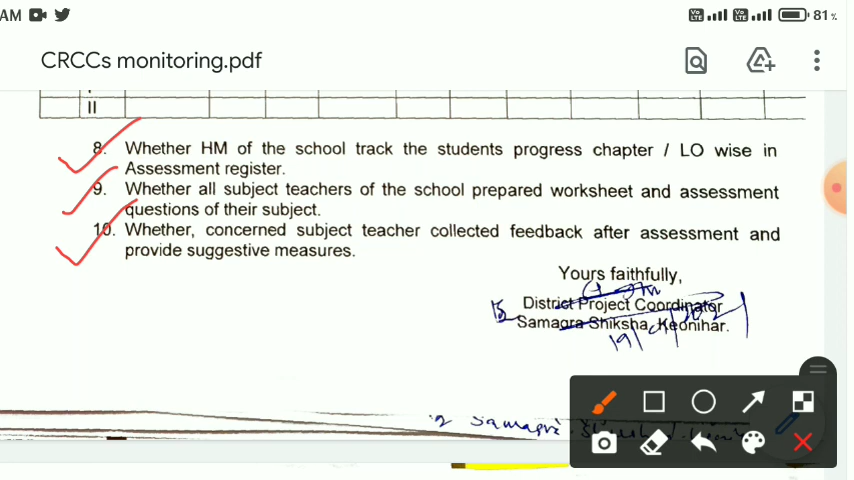 AM 81%
CRCCs monitoring.pdf
II
8. Whether HM of the school track the students progress chapter / LO wise in
Assessment register.
9. Whether all subject teachers of the school prepared worksheet and assessment
questions of their subject.
10. Whether, concerned subject teacher collected feedback after assessment and
provide suggestive measures.
Yours faithfully,
District Project Coordinator
Samagra Shiksha, Keonjhar.